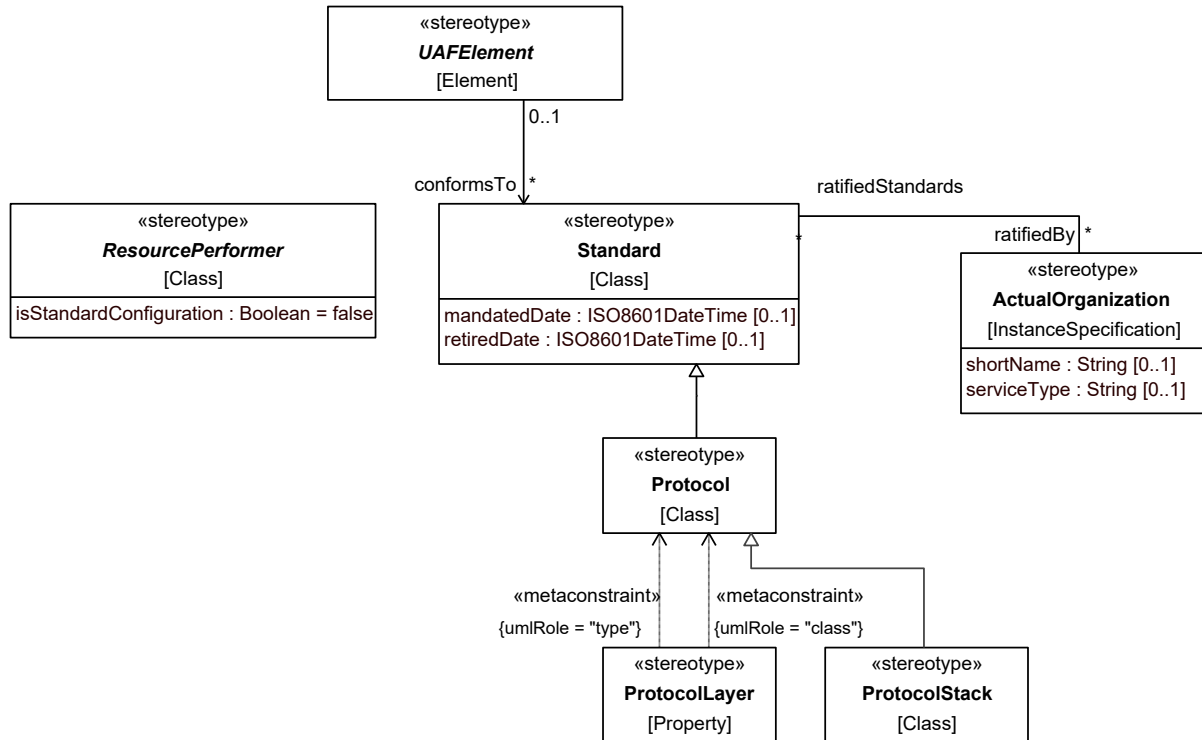 «stereotype»
UAFElement
[Element]
0..1
conformsTo
*
ratifiedStandards
«stereotype»
ResourcePerformer
[Class]
isStandardConfiguration : Boolean = false
«stereotype»
Standard
[Class]
mandatedDate : ISO8601DateTime [0..1]
retiredDate : ISO8601DateTime [0..1]
*
ratifiedBy
*
«stereotype»
ActualOrganization
[InstanceSpecification]
shortName : String [0..1]
serviceType : String [0..1]
«stereotype»
Protocol
[Class]
«metaconstraint»
{umlRole = "type"}
«metaconstraint»
{umlRole = "class"}
«stereotype»
ProtocolLayer
[Property]
«stereotype»
ProtocolStack
[Class]